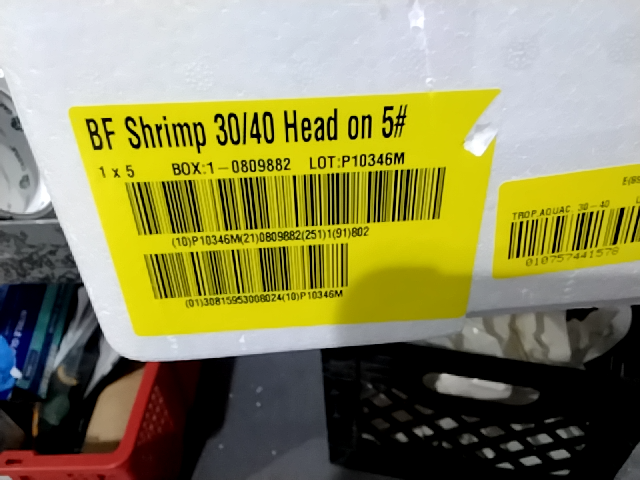 BF Shrimp 30/40 Head on 5#
1 x 5 BOX:1-0809882 LOT:P10346M
(10)P10346M(21)0809882(251)1(91)802
(01)30815953008024(10)P10346M
TROP.AQUAC. 30-40
010757441578